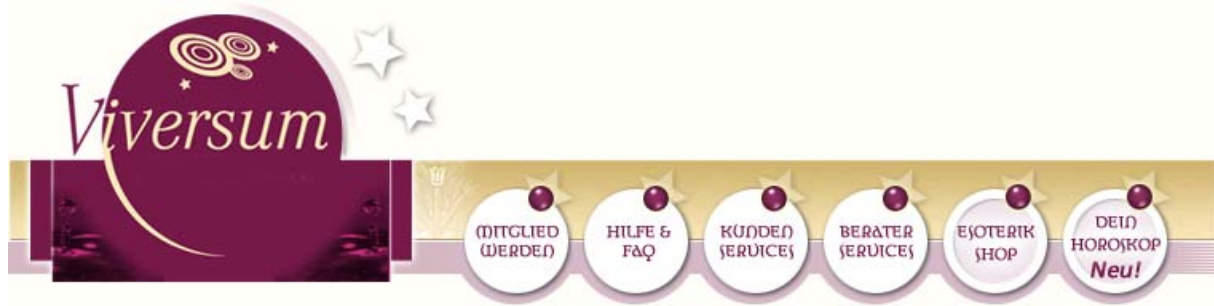 Viversum
MITGLIED
WERDEN
HILFE &
FAQ
KUNDEN
SERVICES
BERATER
SERVICES
ESOTERIK
SHOP
DEIN
HOROSKOP
Neu!